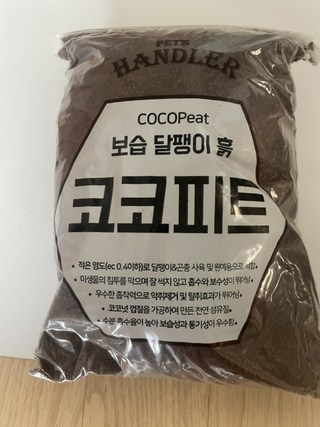 PET'S
HANDLER
COCOPeat
보습 달팽이 흙
코코피트
• 적은 염도(ec 0.4이하)로 달팽이&곤충 사육 및 원예용으로 적합•
• 미생물의 침투를 막으며 잘 썩지 않고 흡수와 보수성이 뛰어남•
• 우수한 흡착력으로 악취제거 및 탈취효과가 뛰어남•
• 코코넛 껍질을 가공하여 만든 천연 섬유질•
• 수분 흡수율이 높아 보습성과 통기성이 우수함•